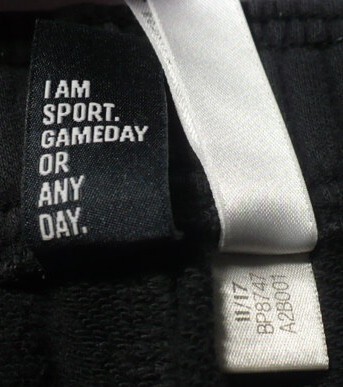 I AM
SPORT.
GAMEDAY
OR
ANY
DAY.
11/17
BP8747
A2B001